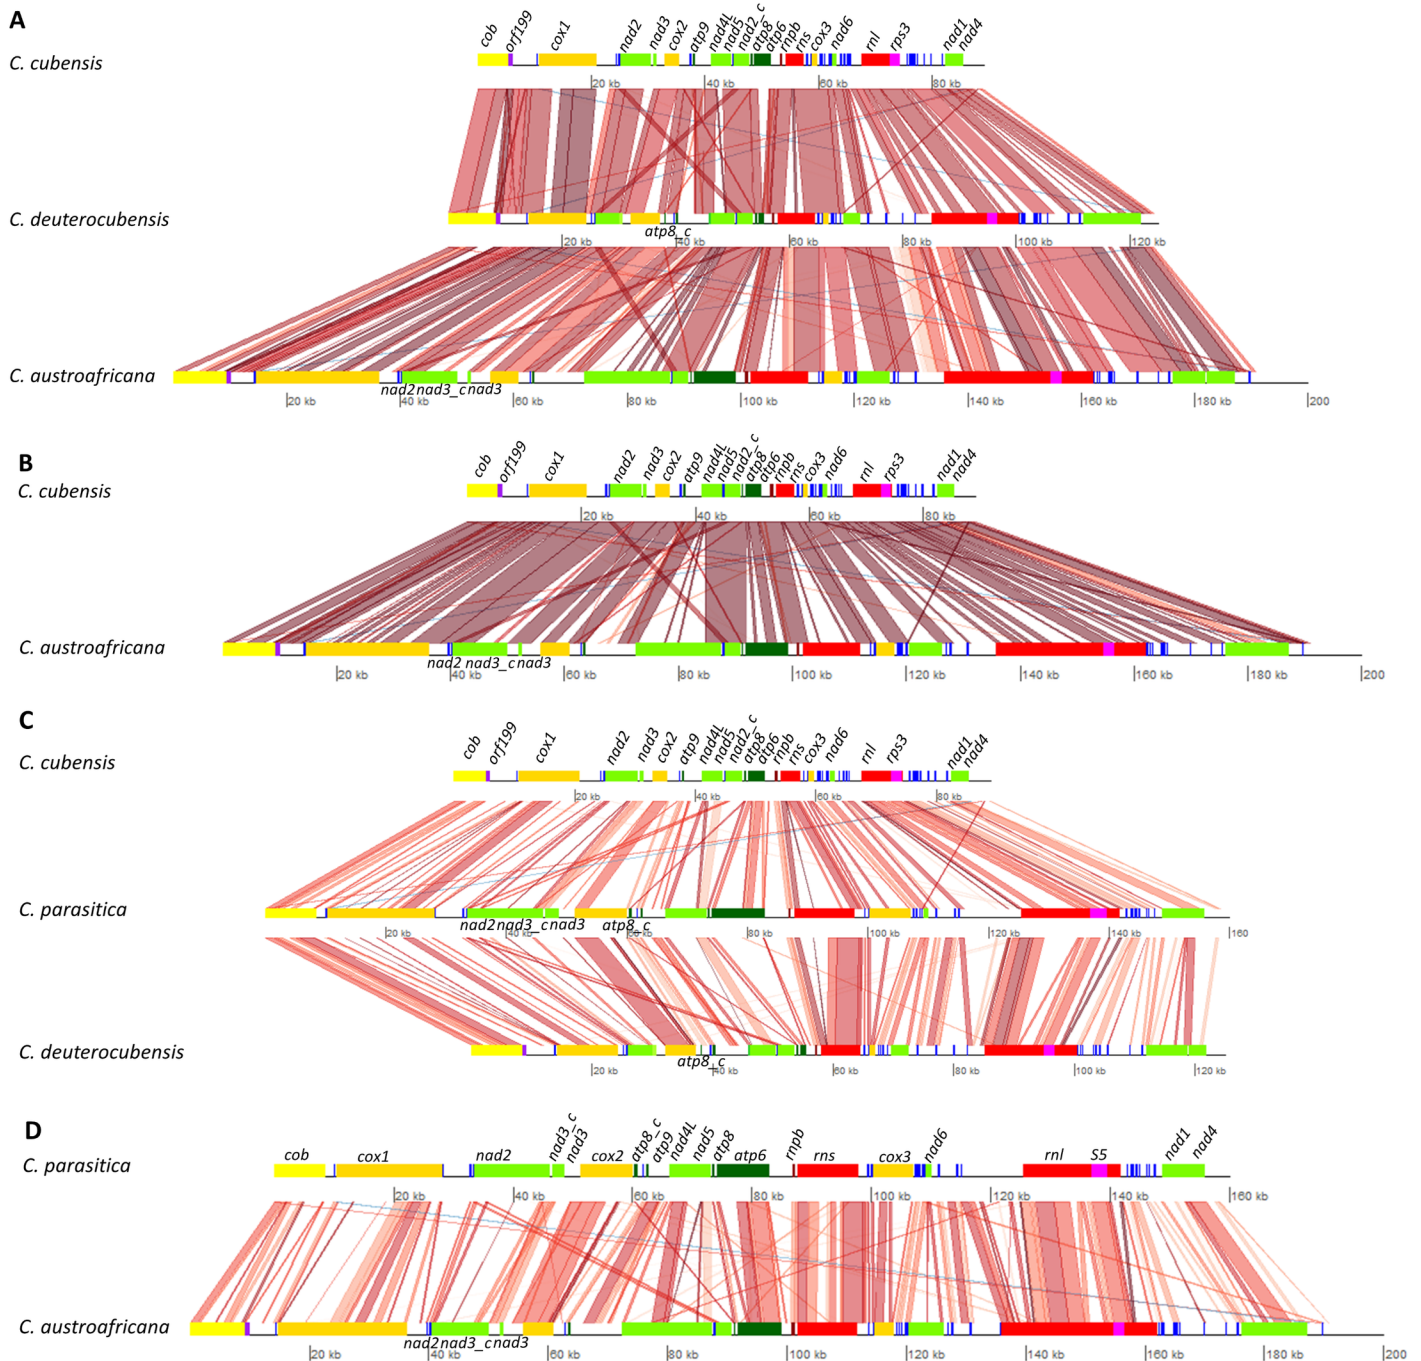 A
cob orf199 cox1 nad2 nad3 cox2 atp9 nad4L nad5 nad2_c atp8 atp6 rnpb rns cox3 nad6 rnl rps3 nad1 nad4
C. cubensis
20 kb 40 kb 60 kb 80 kb
C. deuterocubensis
atp8_c
20 kb 40 kb 60 kb 80 kb 100 kb 120 kb
C. austroafricana
nad2 nad3_c nad3
20 kb 40 kb 60 kb 80 kb 100 kb 120 kb 140 kb 160 kb 180 kb 200
B
cob orf199 cox1 nad2 nad3 cox2 atp9 nad4L nad5 nad2_c atp8 atp6 rnpb rns cox3 nad6 rnl rps3 nad1 nad4
C. cubensis
20 kb 40 kb 60 kb 80 kb
C. austroafricana
nad2 nad3_c nad3
20 kb 40 kb 60 kb 80 kb 100 kb 120 kb 140 kb 160 kb 180 kb 200
C
cob orf199 cox1 nad2 nad3 cox2 atp9 nad4L nad5 nad2_c atp8 atp6 rnpb rns cox3 nad6 rnl rps3 nad1 nad4
C. cubensis
20 kb 40 kb 60 kb 80 kb
C. parasitica
nad2 nad3_c nad3 atp8_c
20 kb 40 kb 60 kb 80 kb 100 kb 120 kb 140 kb 160
C. deuterocubensis
atp8_c
20 kb 40 kb 60 kb 80 kb 100 kb 120 kb
D
cob cox1 nad2 nad3_c nad3 cox2 atp8_c atp9 nad4L nad5 atp8 atp6 rnpb rns cox3 nad6 rnl S5 nad1 nad4
C. parasitica
20 kb 40 kb 60 kb 80 kb 100 kb 120 kb 140 kb 160 kb
C. austroafricana
nad2 nad3_c nad3
20 kb 40 kb 60 kb 80 kb 100 kb 120 kb 140 kb 160 kb 180 kb 200